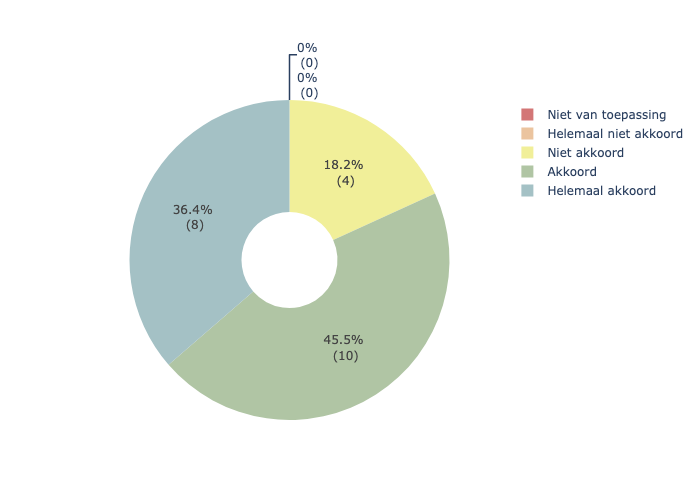 0%
(0)
0%
(0)
18.2%
(4)
36.4%
(8)
45.5%
(10)
Niet van toepassing
Helemaal niet akkoord
Niet akkoord
Akkoord
Helemaal akkoord